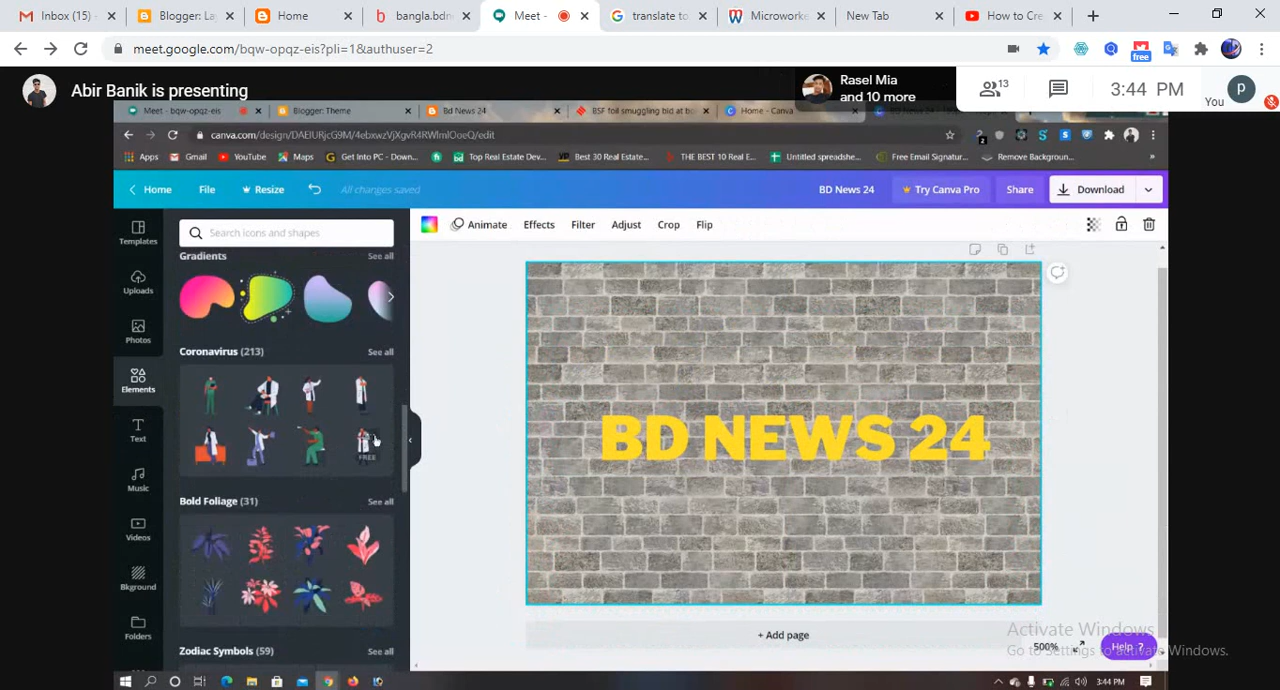 Inbox (15) -
Blogger: La
Home
bangla.bdn
Meet -
translate to
Microworke
New Tab
How to Cre
meet.google.com/bqw-opqz-eis?pli=1&authuser=2
free
Abir Banik is presenting
Rasel Mia
and 10 more
13
3:44 PM
You
p
Meet - bqw-opqz-eis
Blogger: Theme
Bd News 24
BSF foil smuggling bid at bo
Home - Canva
Apps
Gmail
YouTube
Maps
Get Into PC - Down...
Top Real Estate Dev...
Best 30 Real Estate...
THE BEST 10 Real E...
Untitled spreadshe...
Free Email Signatur...
Remove Backgroun...
Home
File
Resize
All changes saved
BD News 24
Try Canva Pro
Share
Download
Templates
Uploads
Photos
Elements
Text
Music
Videos
Bkground
Folders
Search icons and shapes
Gradients
See all
Coronavirus (213)
See all
FREE
Bold Foliage (31)
See all
Zodiac Symbols (59)
See all
Animate
Effects
Filter
Adjust
Crop
Flip
BD NEWS 24
+ Add page
500%
Help ?
Activate Windows
Go to Settings to activate Windows.
3:44 PM